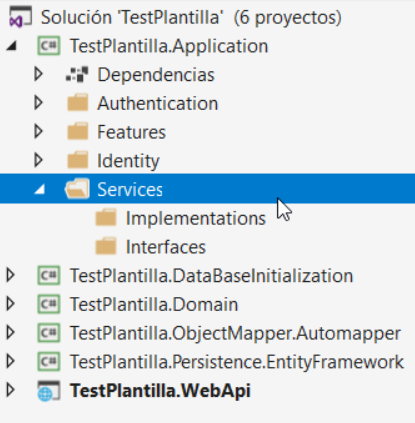 Solución 'TestPlantilla' (6 proyectos)
C# TestPlantilla.Application
Dependencias
Authentication
Features
Identity
Services
Implementations
Interfaces
C# TestPlantilla.DataBaseInitialization
C# TestPlantilla.Domain
C# TestPlantilla.ObjectMapper.Automapper
C# TestPlantilla.Persistence.EntityFramework
TestPlantilla.WebApi